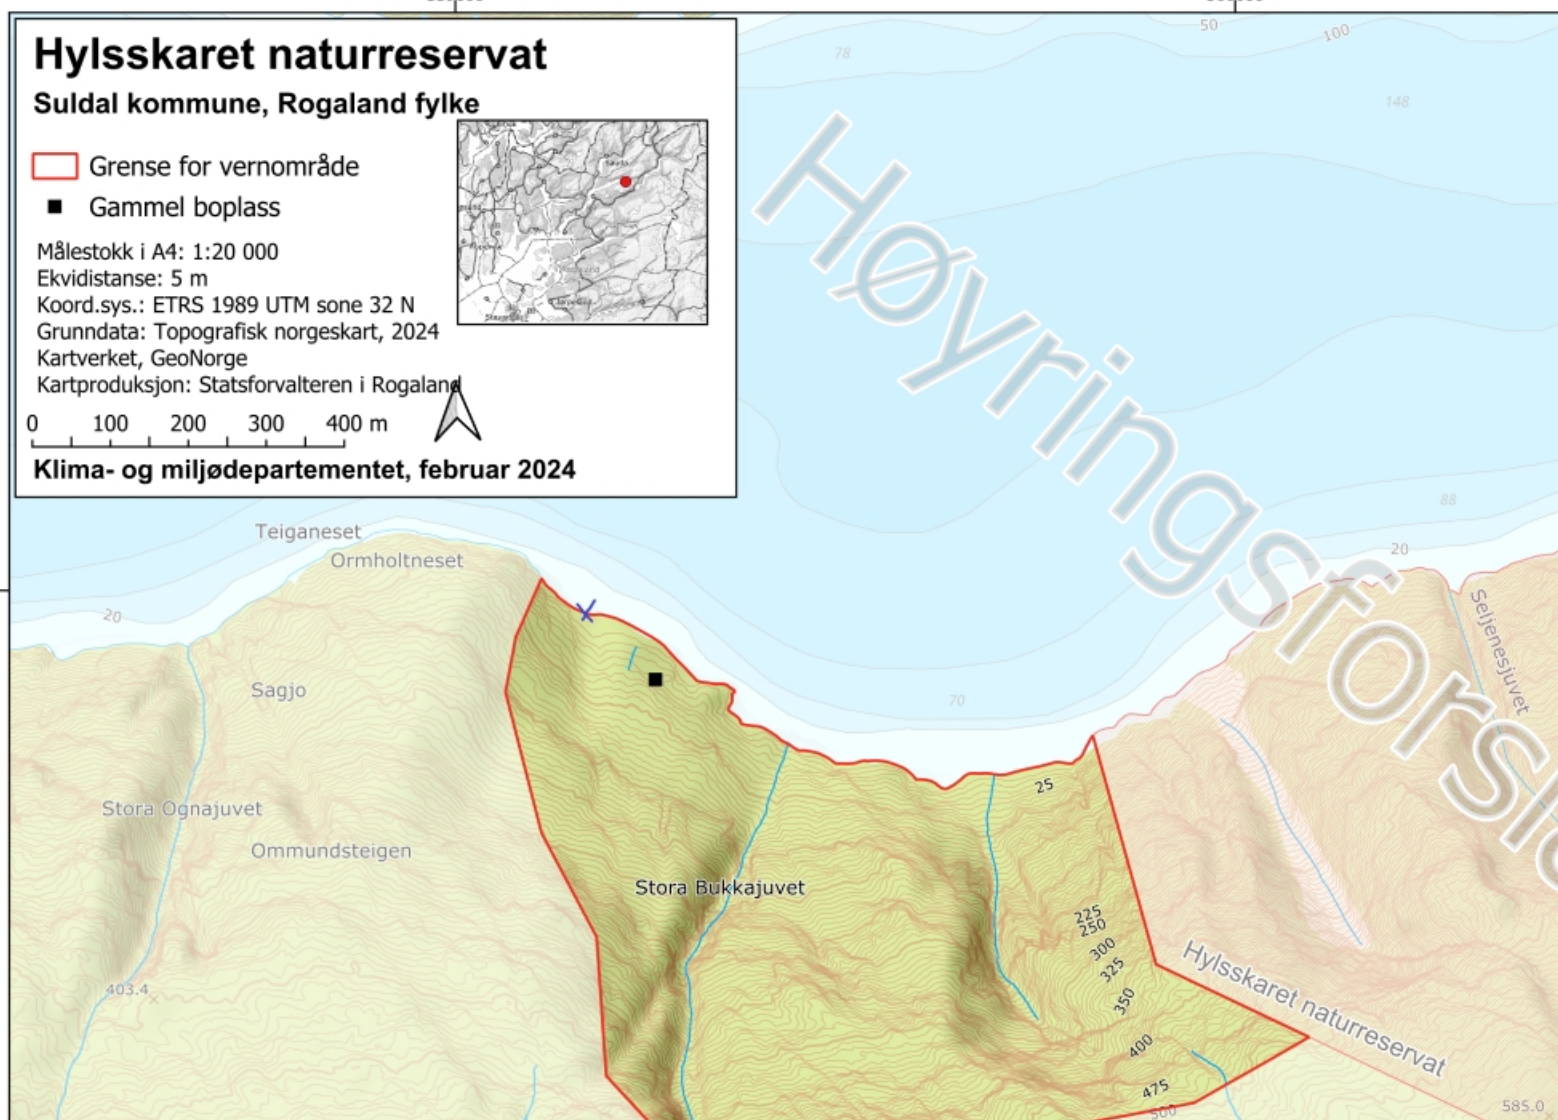 Hylsskaret naturreservat
Suldal kommune, Rogaland fylke
Grense for vernområde
Gammel boplass
Målestokk i A4: 1:20 000
Ekvidistanse: 5 m
Koord.sys.: ETRS 1989 UTM sone 32 N
Grunndata: Topografisk norgeskart, 2024
Kartverket, GeoNorge
Kartproduksjon: Statsforvalteren i Rogaland
0 100 200 300 400 m
Klima- og miljødepartementet, februar 2024
50
100
78
148
Høyringsforsl
88
20
Teiganeset
Ormholtneset
20
Seljenesjuvet
Sagjo
70
25
Stora Ognajuvet
Ommundsteigen
Stora Bukkajuvet
225
250
300
325
350
400
475
500
403.4
Hylsskaret naturreservat
585.0